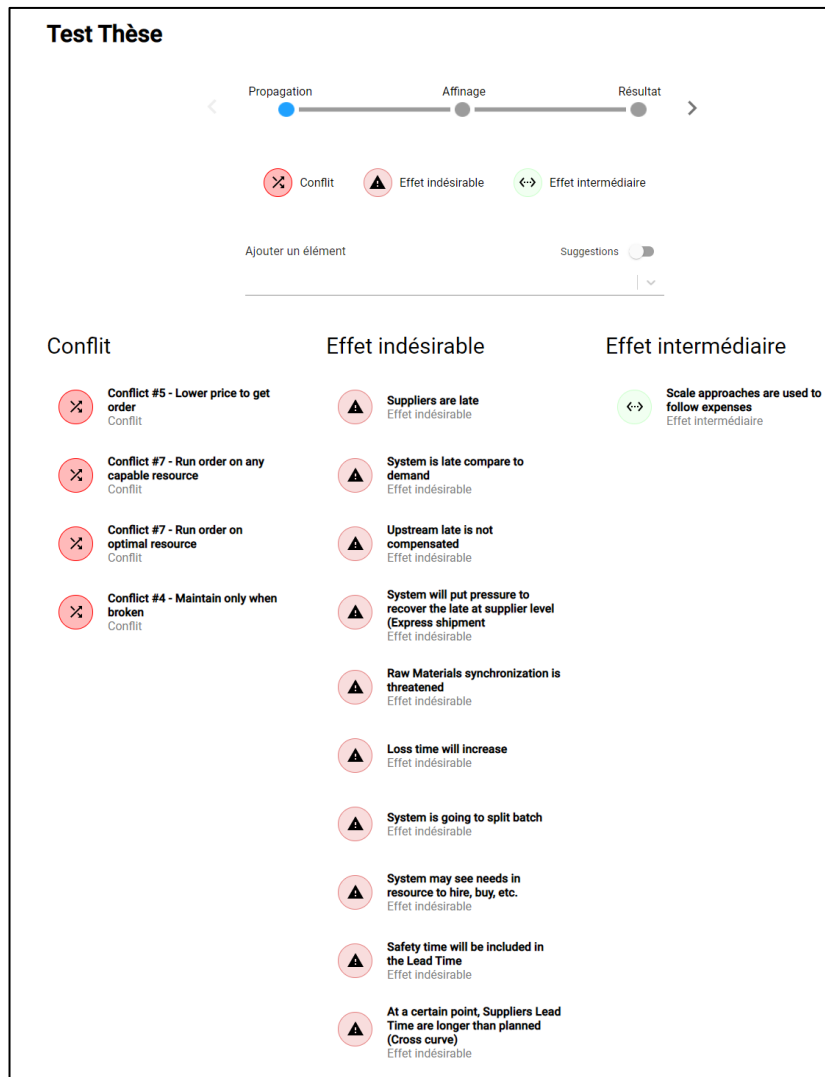 Test Thèse
Propagation
Affinage
Résultat
Conflit
Effet indésirable
Effet intermédiaire
Ajouter un élément
Suggestions
Conflit
Conflict #5 - Lower price to get
order
Conflit
Conflict #7 - Run order on any
capable resource
Conflit
Conflict #7 - Run order on
optimal resource
Conflit
Conflict #4 - Maintain only when
broken
Conflit
Effet indésirable
Suppliers are late
Effet indésirable
System is late compare to
demand
Effet indésirable
Upstream late is not
compensated
Effet indésirable
System will put pressure to
recover the late at supplier level
(Express shipment
Effet indésirable
Raw Materials synchronization is
threatened
Effet indésirable
Loss time will increase
Effet indésirable
System is going to split batch
Effet indésirable
System may see needs in
resource to hire, buy, etc.
Effet indésirable
Safety time will be included in
the Lead Time
Effet indésirable
At a certain point, Suppliers Lead
Time are longer than planned
(Cross curve)
Effet indésirable
Effet intermédiaire
Scale approaches are used to
follow expenses
Effet intermédiaire